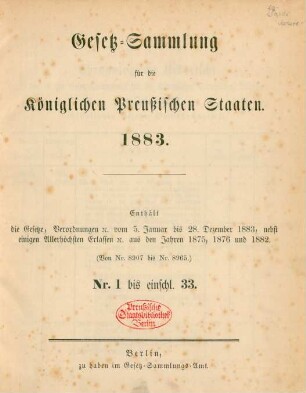 Gesetz-Sammlung
für die
Königlichen Preußischen Staaten.
1883.
Enthält
die Gesetze, Verordnungen ꝛc. vom 5. Januar bis 28. Dezember 1883, nebst
einigen Allerhöchsten Erlassen ꝛc. aus den Jahren 1875, 1876 und 1882.
(Von Nr. 8907 bis Nr. 8965.)
Nr. 1 bis einschl. 33.
Preußische
Staatsbibliothek
Berlin
Berlin,
zu haben im Gesetz-Sammlungs-Amt.